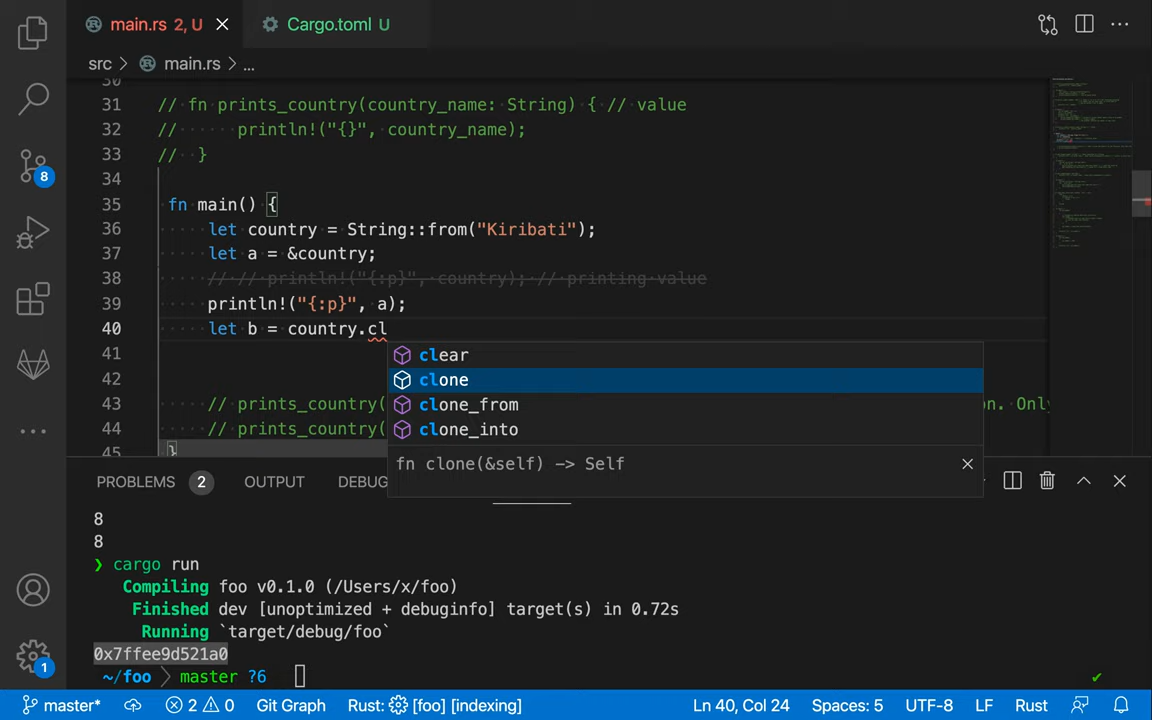 main.rs 2, U
Cargo.toml U
src > main.rs > ...
30
31 // fn prints_country(country_name: String) { // value
32 //      println!("{}", country_name);
33 //  }
34
35 fn main() {
36 let country = String::from("Kiribati");
37 let a = &country;
38 // // println!("{:p}", country); // printing value
39 println!("{:p}", a);
40 let b = country.cl
41
clear
42
clone
43 // prints_country( n. Only
clone_from
44 // prints_country(
clone_into
45 }
fn clone(&self) -> Self
8
PROBLEMS 2 OUTPUT DEBUG
8
8
❯ cargo run
Compiling foo v0.1.0 (/Users/x/foo)
Finished dev [unoptimized + debuginfo] target(s) in 0.72s
Running `target/debug/foo`
0x7ffee9d521a0
~/foo > master ?6 ✔
1
master* 2 0 Git Graph Rust: [foo] [indexing] Ln 40, Col 24 Spaces: 5 UTF-8 LF Rust